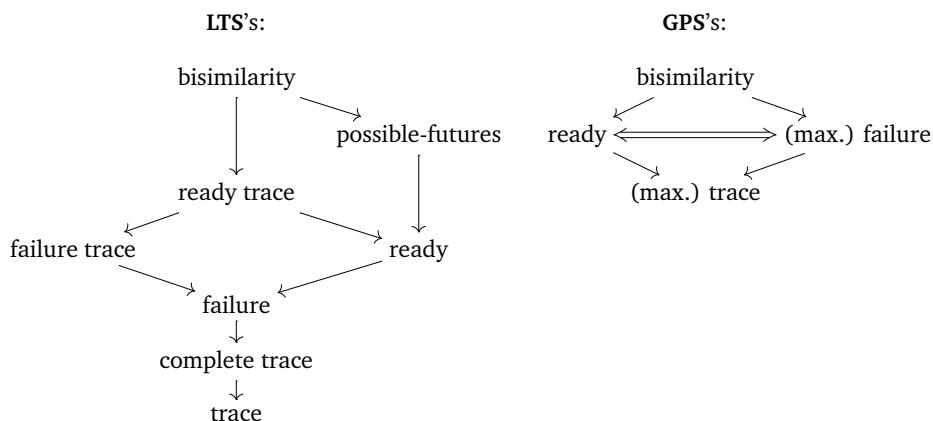 LTS's: GPS's:
bisimilarity bisimilarity
possible-futures ready (max.) failure
ready trace (max.) trace
failure trace ready
failure
complete trace
trace